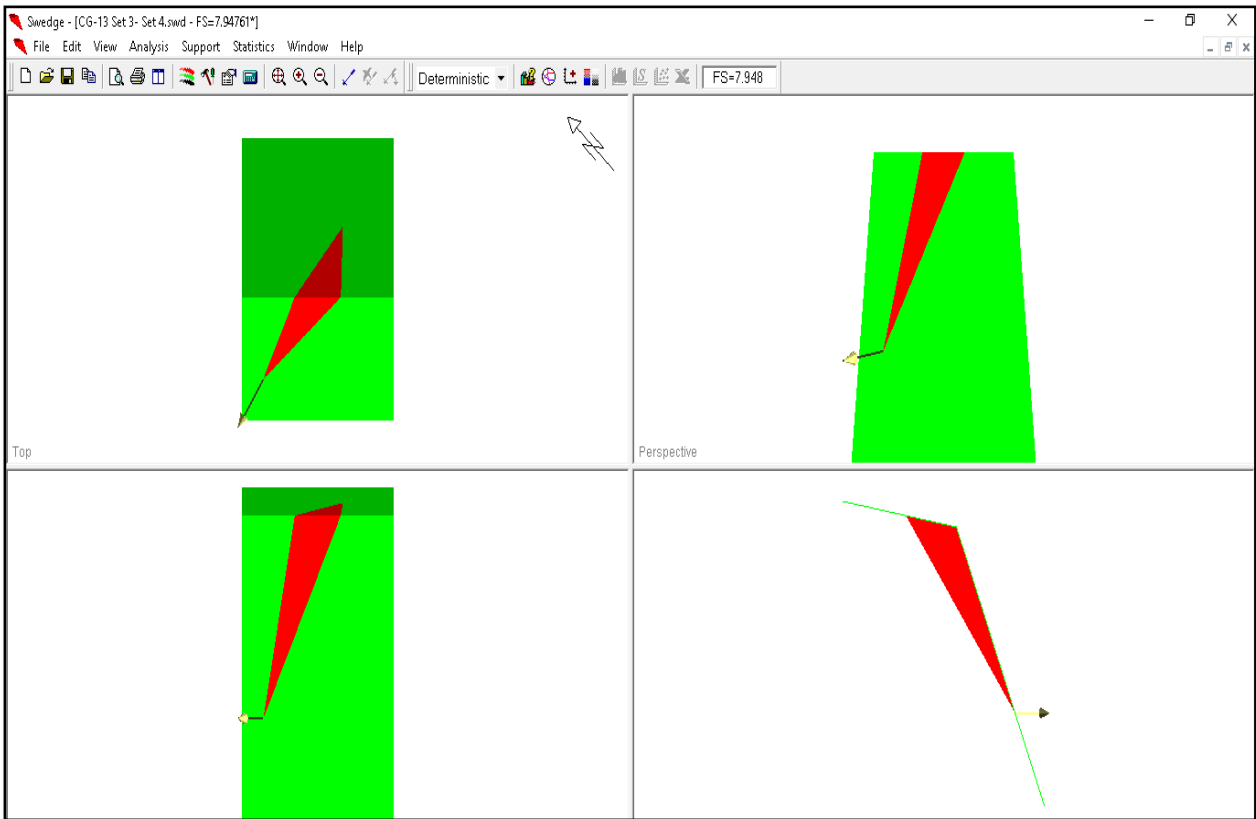 Swedge - [CG-13 Set 3- Set 4.swd - FS=7.94761*]
File Edit View Analysis Support Statistics Window Help
Deterministic FS=7.948
Top
Perspective